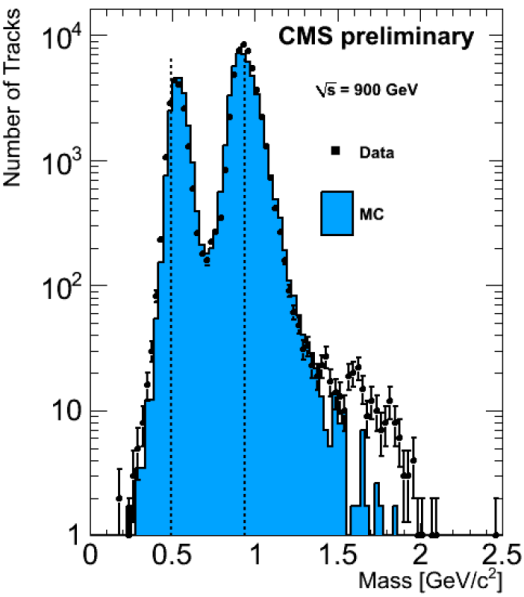 CMS preliminary
√s = 900 GeV
Data
MC
Number of Tracks
10⁴
10³
10²
10
1
0 0.5 1 1.5 2 2.5
Mass [GeV/c²]